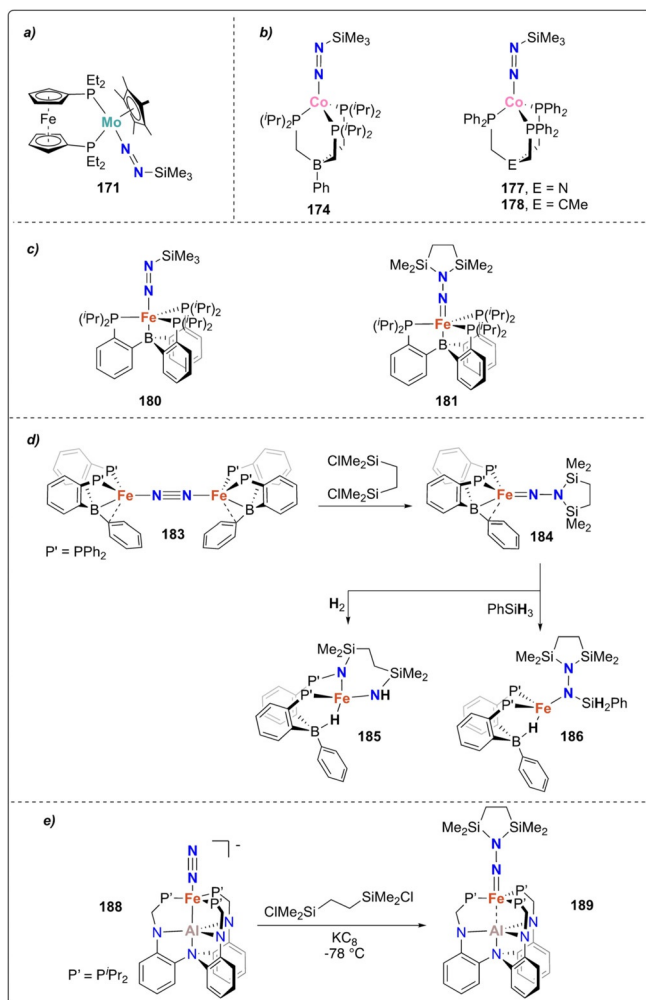 a)
Et₂
P
Fe
Mo
P
Et₂
N
N
SiMe₃
171
b)
SiMe₃
N
N
Co
(ⁱPr)₂P
P(ⁱPr)₂
P(ⁱPr)₂
B
Ph
174
SiMe₃
N
N
Co
Ph₂P
PPh₂
PPh₂
E
177, E = N
178, E = CMe
c)
SiMe₃
N
N
Fe
(ⁱPr)₂P
P(ⁱPr)₂
P(ⁱPr)₂
B
180
Me₂Si
SiMe₂
N
N
Fe
(ⁱPr)₂P
P(ⁱPr)₂
P(ⁱPr)₂
B
181
d)
P'
P'
Fe
N
N
Fe
P'
P'
B
B
183
P' = PPh₂
ClMe₂Si
ClMe₂Si
P'
P'
Fe
N
N
Me₂
Si
Si
Me₂
B
184
H₂
PhSiH₃
Me₂Si
SiMe₂
N
P'
P'
Fe
NH
H
B
185
Me₂Si
SiMe₂
N
N
P'
P'
Fe
SiH₂Ph
H
B
186
e)
N
N
-
188
P'
Fe
P'
P'
N
Al
N
N
N
P' = PⁱPr₂
ClMe₂Si
SiMe₂Cl
KC₈
-78 °C
Me₂Si
SiMe₂
N
N
P'
Fe
P'
P'
189
N
Al
N
N
N